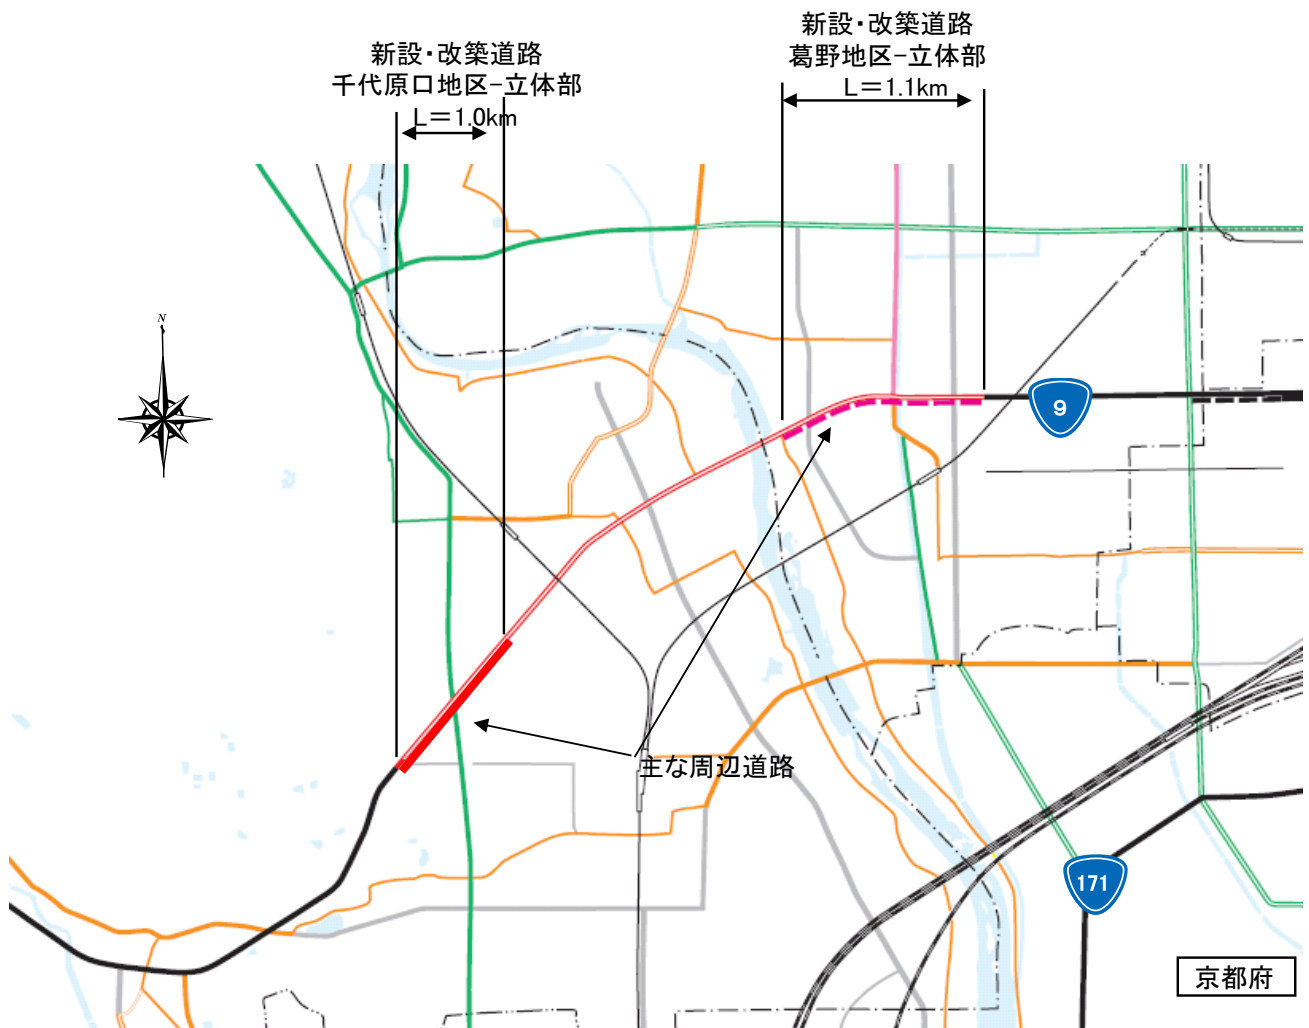 新設・改築道路
千代原口地区-立体部
L=1.0km
新設・改築道路
葛野地区-立体部
L=1.1km
N
9
主な周辺道路
171
京都府